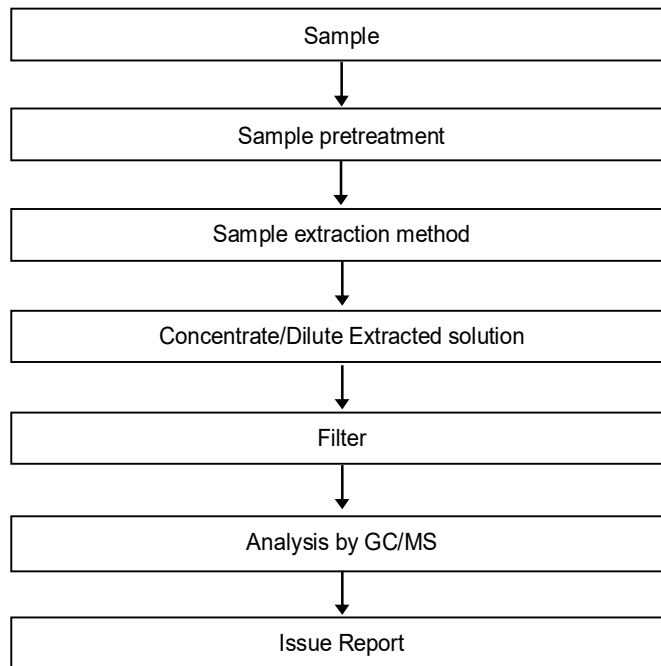 Sample
Sample pretreatment
Sample extraction method
Concentrate/Dilute Extracted solution
Filter
Analysis by GC/MS
Issue Report